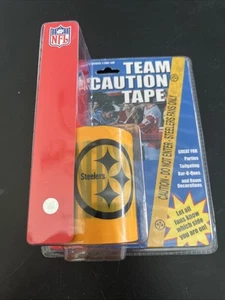 NFL
TEAM
CAUTION
TAPE
Steelers
CAUTION: DO NOT ENTER - STEELERS FANS ONLY
GREAT FOR
Parties
Tailgating
Bar-B-Ques
and Room
Decorations
Let all
fans know
which side
you are on!